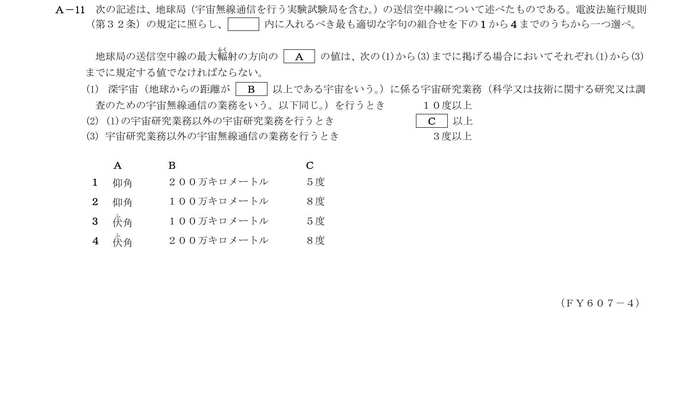 A－11 次の記述は、地球局（宇宙無線通信を行う実験試験局を含む。）の送信空中線について述べたものである。電波法施行規則
（第３２条）の規定に照らし、 内に入れるべき最も適切な字句の組合せを下の１から４までのうちから一つ選べ。
地球局の送信空中線の最大輻射の方向の A の値は、次の(1)から(3)までに掲げる場合においてそれぞれ(1)から(3)
までに規定する値でなければならない。
(1) 深宇宙（地球からの距離が B 以上である宇宙をいう。）に係る宇宙研究業務（科学又は技術に関する研究又は調
査のための宇宙無線通信の業務をいう。以下同じ。）を行うとき １０度以上
(2) (1)の宇宙研究業務以外の宇宙研究業務を行うとき C 以上
(3) 宇宙研究業務以外の宇宙無線通信の業務を行うとき ３度以上
A B C
1 仰角 ２００万キロメートル ５度
2 仰角 １００万キロメートル ８度
3 伏角 １００万キロメートル ５度
4 伏角 ２００万キロメートル ８度
（ＦＹ６０７－４）